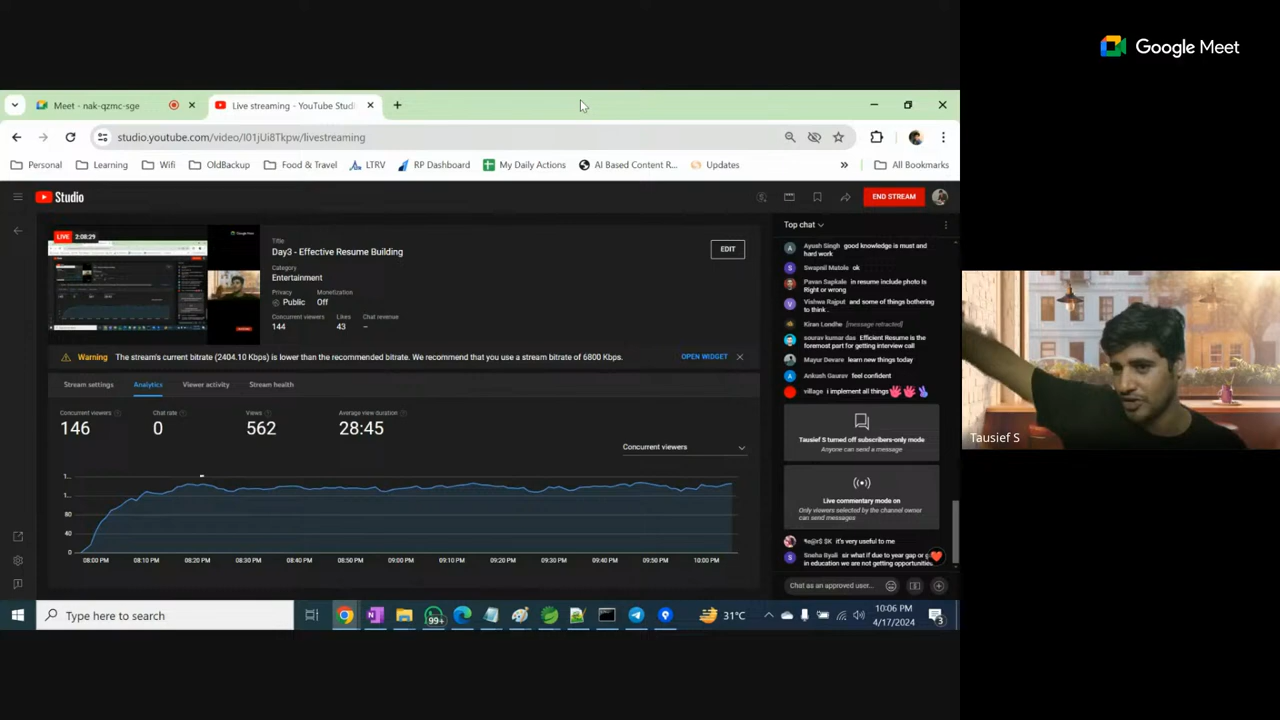 Google Meet
Meet - nak-qzmc-sge
Live streaming - YouTube Studi
studio.youtube.com/video/I01jUi8Tkpw/livestreaming
Personal
Learning
Wifi
OldBackup
Food & Travel
LTRV
RP Dashboard
My Daily Actions
AI Based Content R...
Updates
»
All Bookmarks
Studio
END STREAM
LIVE 2:08:29
Title
Day3 - Effective Resume Building
Category
Entertainment
Privacy
Public
Monetization
Off
Concurrent viewers
144
Likes
43
Chat revenue
–
EDIT
Warning The stream's current bitrate (2404.10 Kbps) is lower than the recommended bitrate. We recommend that you use a stream bitrate of 6800 Kbps.
OPEN WIDGET
Stream settings
Analytics
Viewer activity
Stream health
Concurrent viewers
146
Chat rate
0
Views
562
Average view duration
28:45
Concurrent viewers
1...
1...
80
40
0
08:00 PM
08:10 PM
08:20 PM
08:30 PM
08:40 PM
08:50 PM
09:00 PM
09:10 PM
09:20 PM
09:30 PM
09:40 PM
09:50 PM
10:00 PM
Top chat
Ayush Singh good knowledge is must and
hard work
Swapnil Matole ok
Pavan Sapkale in resume include photo is
Right or wrong
Vishwa Rajput and some of things bothering
to think..
Kiran Londhe [message retracted]
sourav kumar das Efficient Resume is the
foremost part for getting interview call
Mayur Devare learn new things today
Ankush Gaurav feel confident
village i implement all things
Tausief S turned off subscribers-only mode
Anyone can send a message
Live commentary mode on
Only viewers selected by the channel owner
can send messages
SK it's very useful to me
Sneha Byali sir what if due to year gap or g
in education we are not getting opportunities
Chat as an approved user...
Tausief S
Type here to search
99+
31°C
10:06 PM
4/17/2024
3